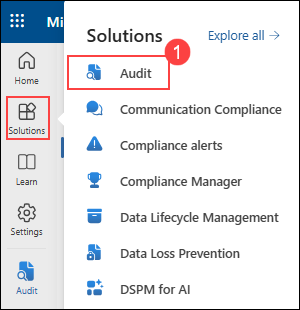 Mi
Home
Solutions
Learn
Settings
Audit
Solutions
Explore all →
1
Audit
Communication Compliance
Compliance alerts
Compliance Manager
Data Lifecycle Management
Data Loss Prevention
DSPM for AI